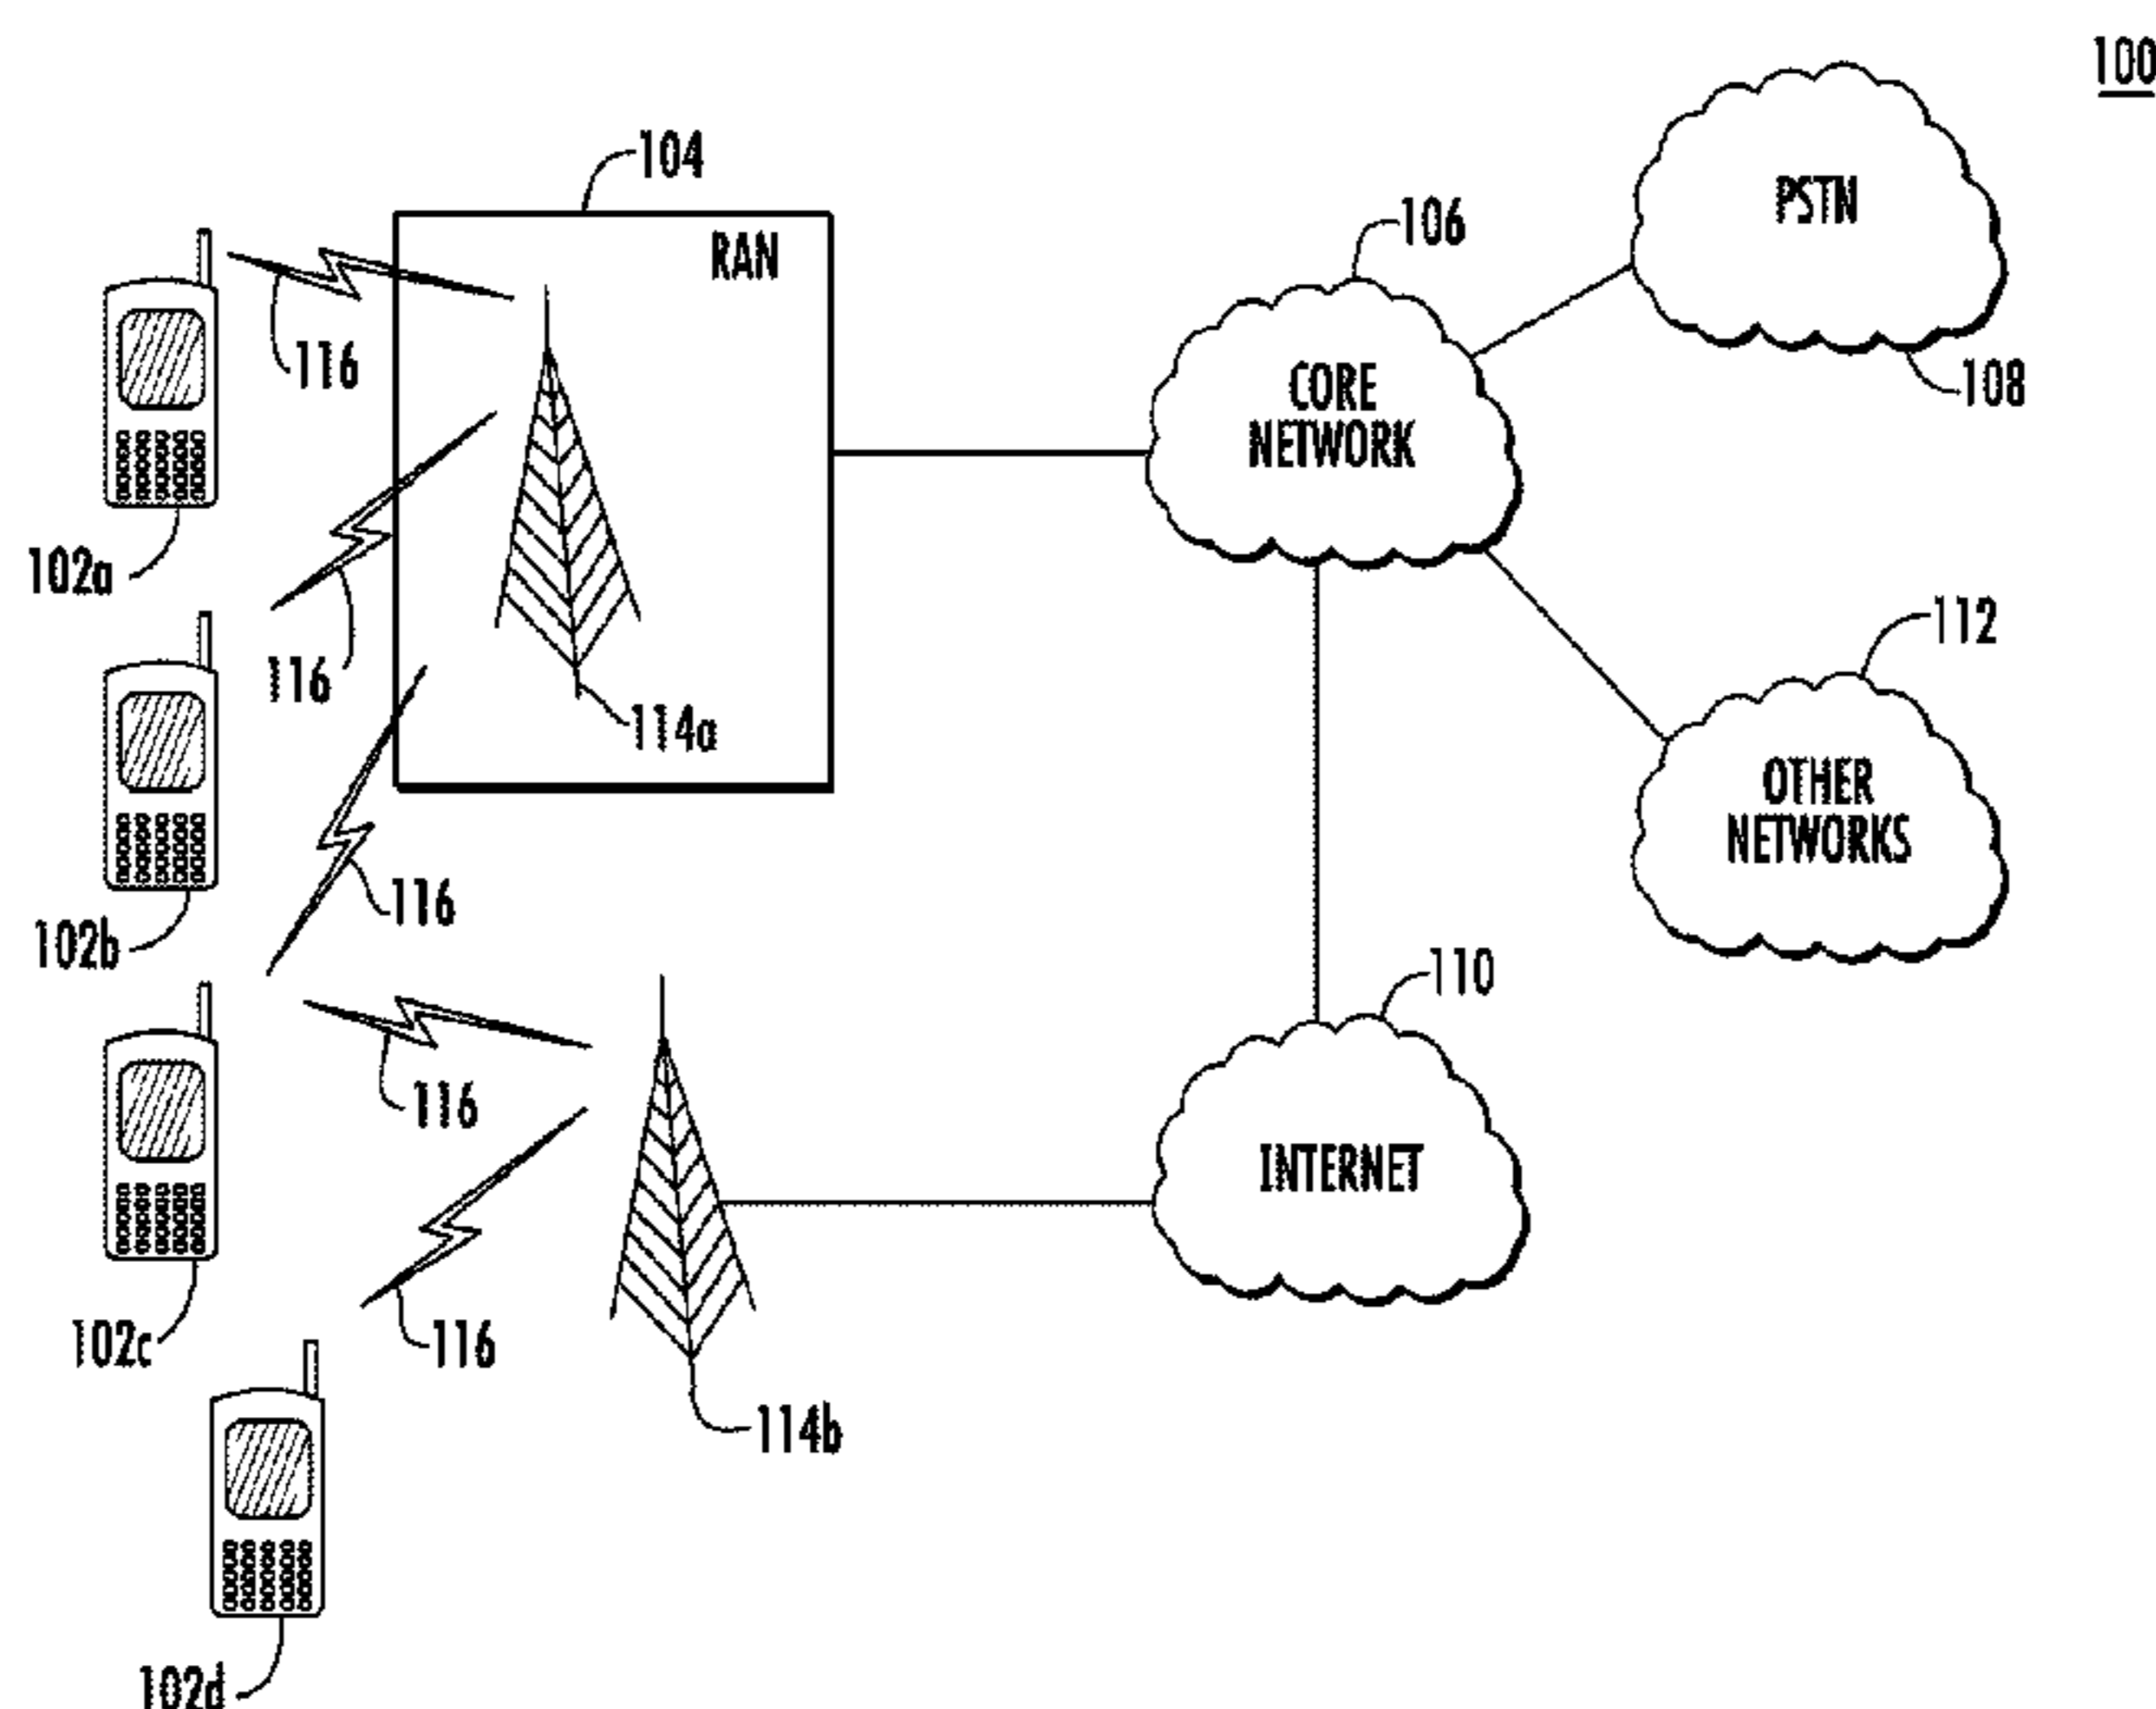 100
104
RAN
106
PSTN
116
CORE
NETWORK
108
102a
116
114a
112
OTHER
NETWORKS
116
102b
110
116
INTERNET
102c
116
114b
102d